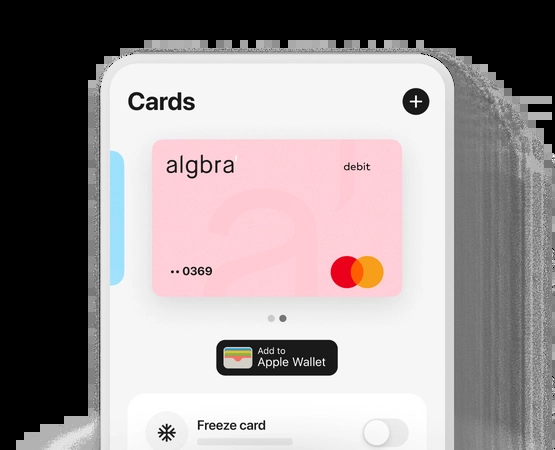 Cards
algbra
debit
•• 0369
Add to
Apple Wallet
Freeze card